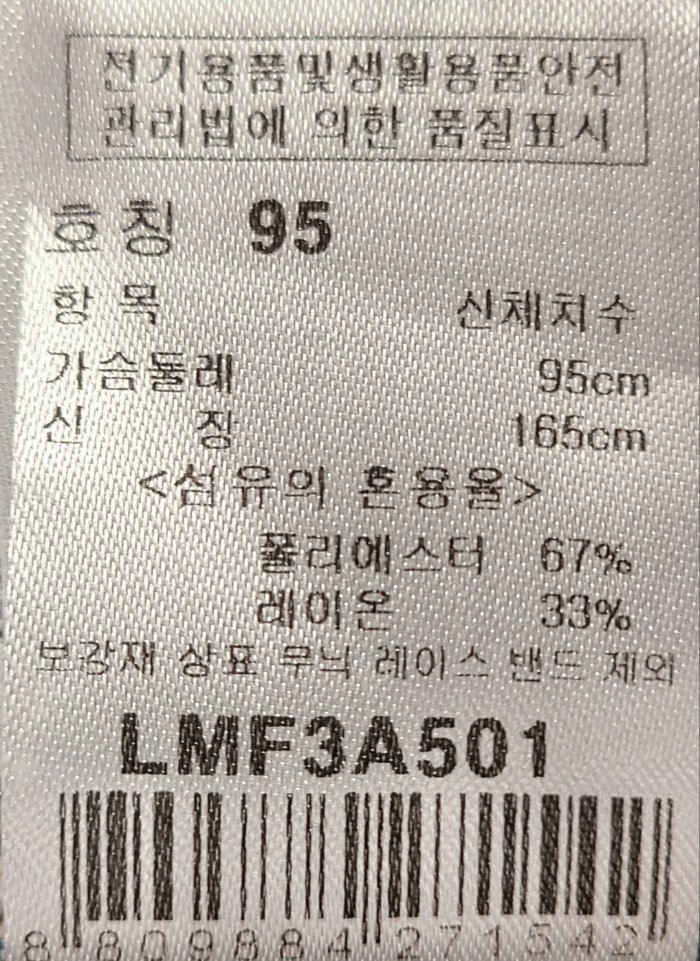 전기용품및생활용품안전
관리법에 의한 품질표시
호칭 95
항목 신체치수
가슴둘레 95cm
신장 165cm
<섬유의 혼용율>
폴리에스터 67%
레이온 33%
보강재 상표 무늬 레이스 밴드 제외
LMF3A501
8 809884 271542